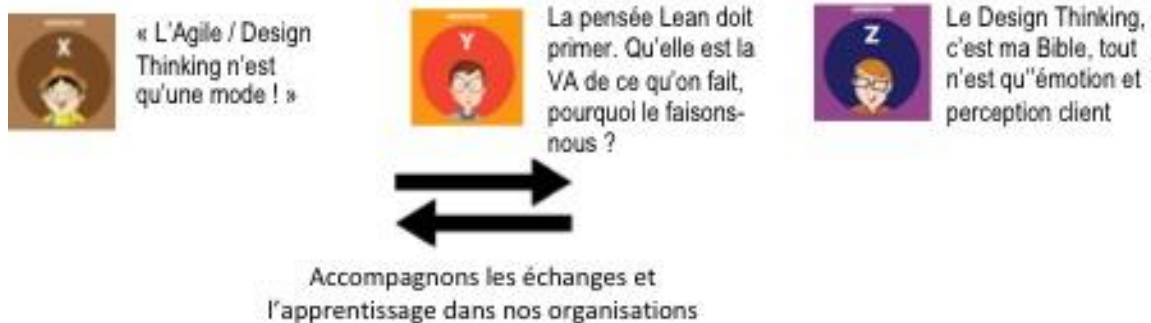 X
« L'Agile / Design
Thinking n'est
qu'une mode ! »
Y
La pensée Lean doit
primer. Qu'elle est la
VA de ce qu'on fait,
pourquoi le faisons-
nous ?
Z
Le Design Thinking,
c'est ma Bible, tout
n'est qu''émotion et
perception client
Accompagnons les échanges et
l'apprentissage dans nos organisations